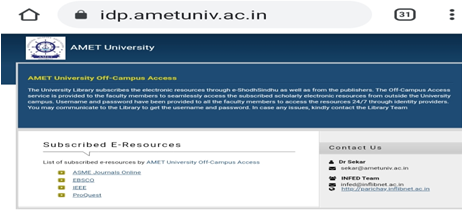 idp.ametuniv.ac.in
31
AMET University
AMET University Off-Campus Access
The University Library subscribes the electronic resources through e-ShodhSindhu as well as from the publishers. The Off-Campus Access
service is provided to the faculty members to seamlessly access the subscribed scholarly electronic resources from outside the University
campus. Username and password have been provided to all the faculty members to access the resources 24/7 through identity providers.
You may communicate to the Library to get the username and password. In case any issues, kindly contact the Library Team
Subscribed E-Resources
List of subscribed e-resources by AMET University Off-Campus Access
ASME Journals Online
EBSCO
IEEE
ProQuest
Contact Us
Dr Sekar
sekar@ametuniv.ac.in
INFED Team
infed@inflibnet.ac.in
http://parichay.inflibnet.ac.in